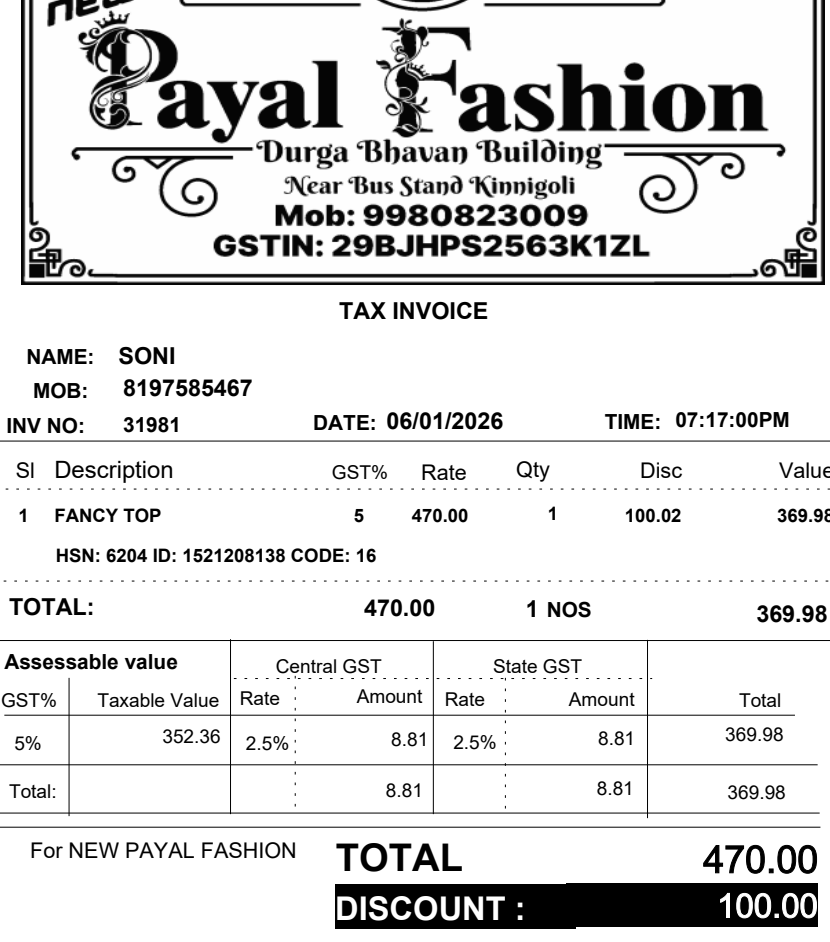 new
Payal Fashion
Durga Bhavan Building
Near Bus Stand Kinnigoli
Mob: 9980823009
GSTIN: 29BJHPS2563K1ZL
TAX INVOICE
NAME: SONI
MOB: 8197585467
INV NO: 31981 DATE: 06/01/2026 TIME: 07:17:00PM
Sl Description GST% Rate Qty Disc Value
1 FANCY TOP 5 470.00 1 100.02 369.98
HSN: 6204 ID: 1521208138 CODE: 16
TOTAL: 470.00 1 NOS 369.98
Assessable value Central GST State GST
GST% Taxable Value Rate Amount Rate Amount Total
5% 352.36 2.5% 8.81 2.5% 8.81 369.98
Total: 8.81 8.81 369.98
For NEW PAYAL FASHION TOTAL 470.00
DISCOUNT : 100.00